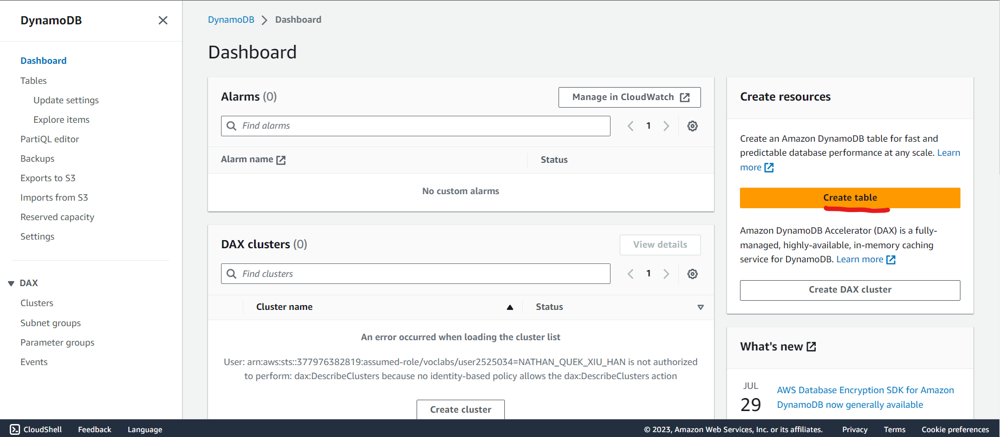 DynamoDB
Dashboard
Tables
Update settings
Explore items
PartiQL editor
Backups
Exports to S3
Imports from S3
Reserved capacity
Settings
DAX
Clusters
Subnet groups
Parameter groups
Events
DynamoDB Dashboard
Dashboard
Alarms (0)
Manage in CloudWatch
Find alarms
1
Alarm name Status
No custom alarms
DAX clusters (0)
View details
Find clusters
1
Cluster name Status
An error occurred when loading the cluster list
User: arn:aws:sts::377976382819:assumed-role/voclabs/user2525034=NATHAN_QUEK_XIU_HAN is not authorized
to perform: dax:DescribeClusters because no identity-based policy allows the dax:DescribeClusters action
Create cluster
Create resources
Create an Amazon DynamoDB table for fast and
predictable database performance at any scale. Learn
more
Create table
Amazon DynamoDB Accelerator (DAX) is a fully-
managed, highly-available, in-memory caching
service for DynamoDB. Learn more
Create DAX cluster
What's new
JUL
29
AWS Database Encryption SDK for Amazon
DynamoDB now generally available
CloudShell Feedback Language © 2023, Amazon Web Services, Inc. or its affiliates. Privacy Terms Cookie preferences